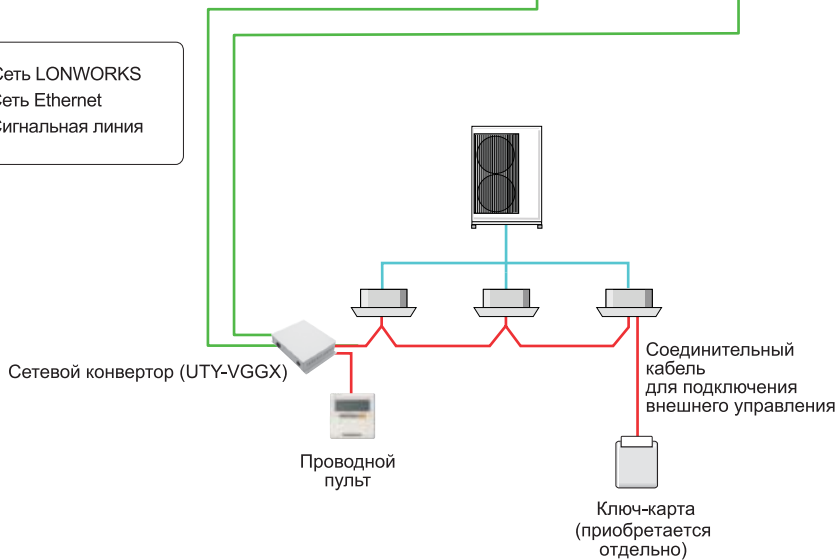 Сеть LONWORKS
Сеть Ethernet
Сигнальная линия
Соединительный
кабель
для подключения
внешнего управления
Сетевой конвертор (UTY-VGGX)
Проводной
пульт
Ключ-карта
(приобретается
отдельно)